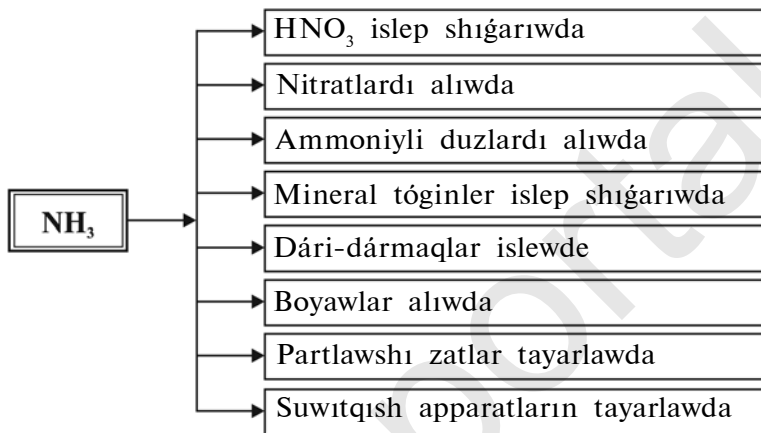 HNO₃ islep shıǵarıwda
Nitratlardı alıwda
Ammoniyli duzlardı alıwda
Mineral tóginler islep shıǵarıwda
NH₃
Dári-dármaqlar islewde
Boyawlar alıwda
Partlawshı zatlar tayarlawda
Suwıtqısh apparatların tayarlawda
portal